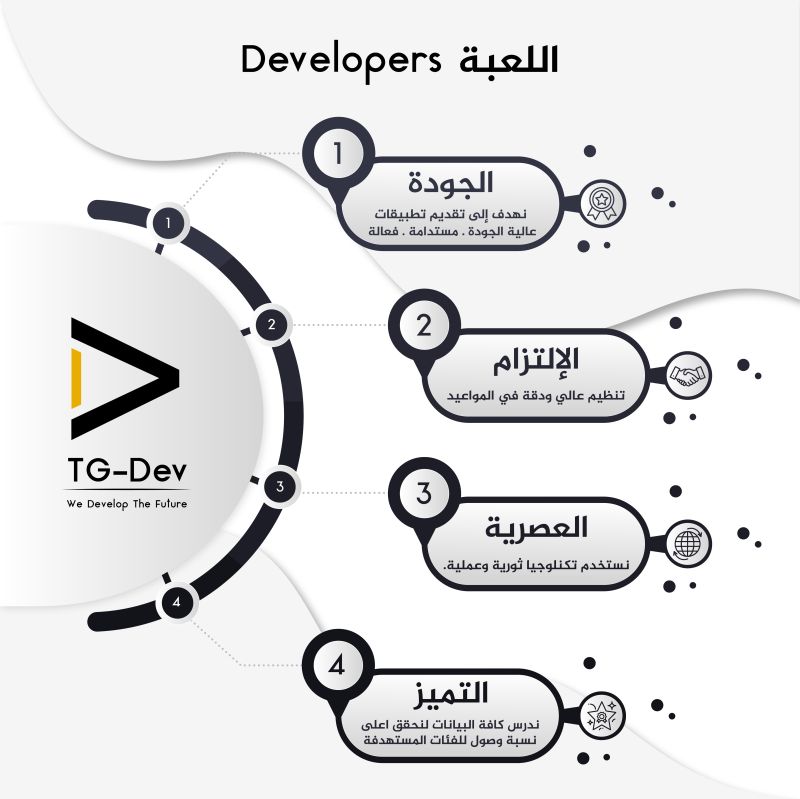 اللعبة Developers
1
الجودة
نهدف إلى تقديم تطبيقات
عالية الجودة . مستدامة . فعالة
1
2
الإلتزام
تنظيم عالي ودقة في المواعيد
2
TG-Dev
We Develop The Future
3
العصرية
نستخدم تكنلوجيا ثورية وعملية.
3
4
التميز
ندرس كافة البيانات لنحقق اعلى
نسبة وصول للفئات المستهدفة
4